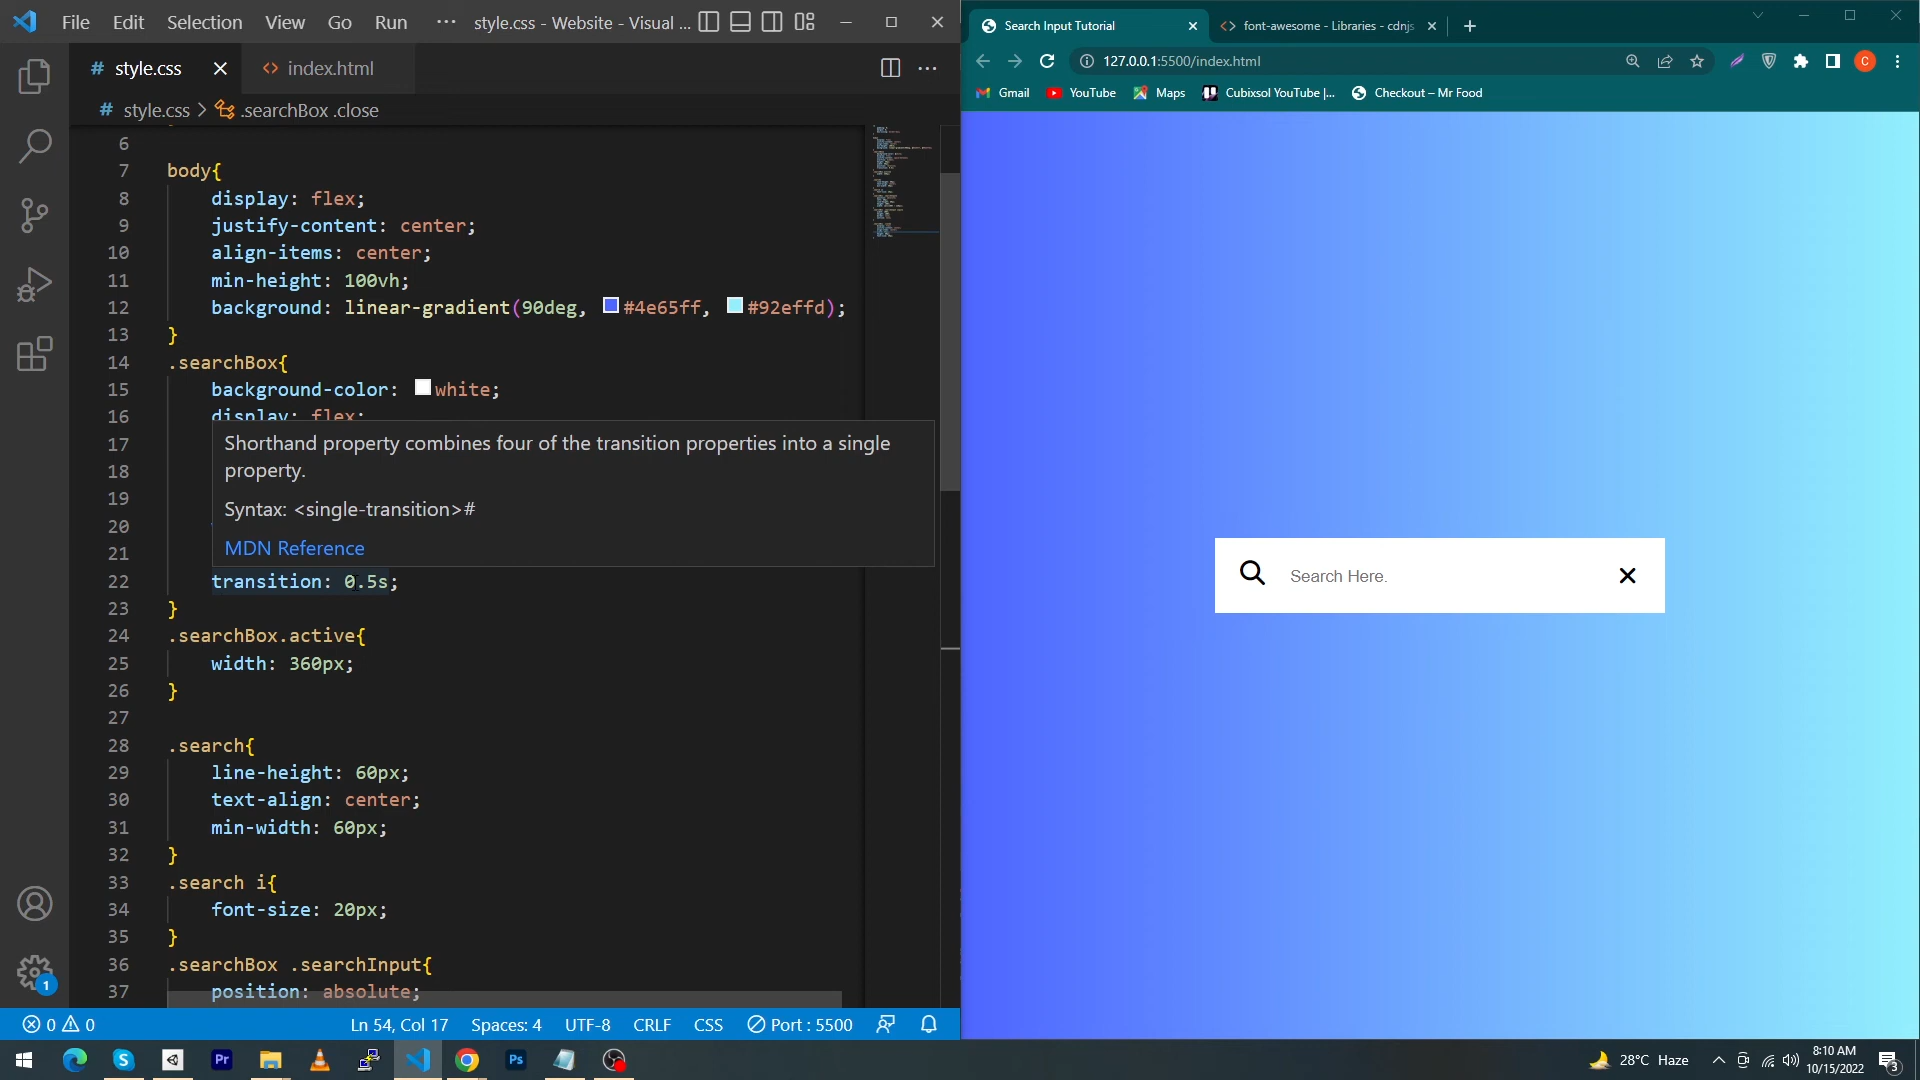 File Edit Selection View Go Run ··· style.css - Website - Visual ...
# style.css
<> index.html
# style.css > .searchBox .close
6
7 body{
8 display: flex;
9 justify-content: center;
10 align-items: center;
11 min-height: 100vh;
12 background: linear-gradient(90deg, #4e65ff, #92effd);
13 }
14 .searchBox{
15 background-color: white;
16 display: flex;
17
18
19
20
21
Shorthand property combines four of the transition properties into a single
property.
Syntax: <single-transition>#
MDN Reference
22 transition: 0.5s;
23 }
24 .searchBox.active{
25 width: 360px;
26 }
27
28 .search{
29 line-height: 60px;
30 text-align: center;
31 min-width: 60px;
32 }
33 .search i{
34 font-size: 20px;
35 }
36 .searchBox .searchInput{
37 position: absolute;
1
0 0 Ln 54, Col 17 Spaces: 4 UTF-8 CRLF CSS Port : 5500
Search Input Tutorial
<> font-awesome - Libraries - cdnjs
127.0.0.1:5500/index.html
C
Gmail YouTube Maps Cubixsol YouTube |... Checkout – Mr Food
Search Here.
S Pr Ps
28°C Haze
8:10 AM
10/15/2022
3